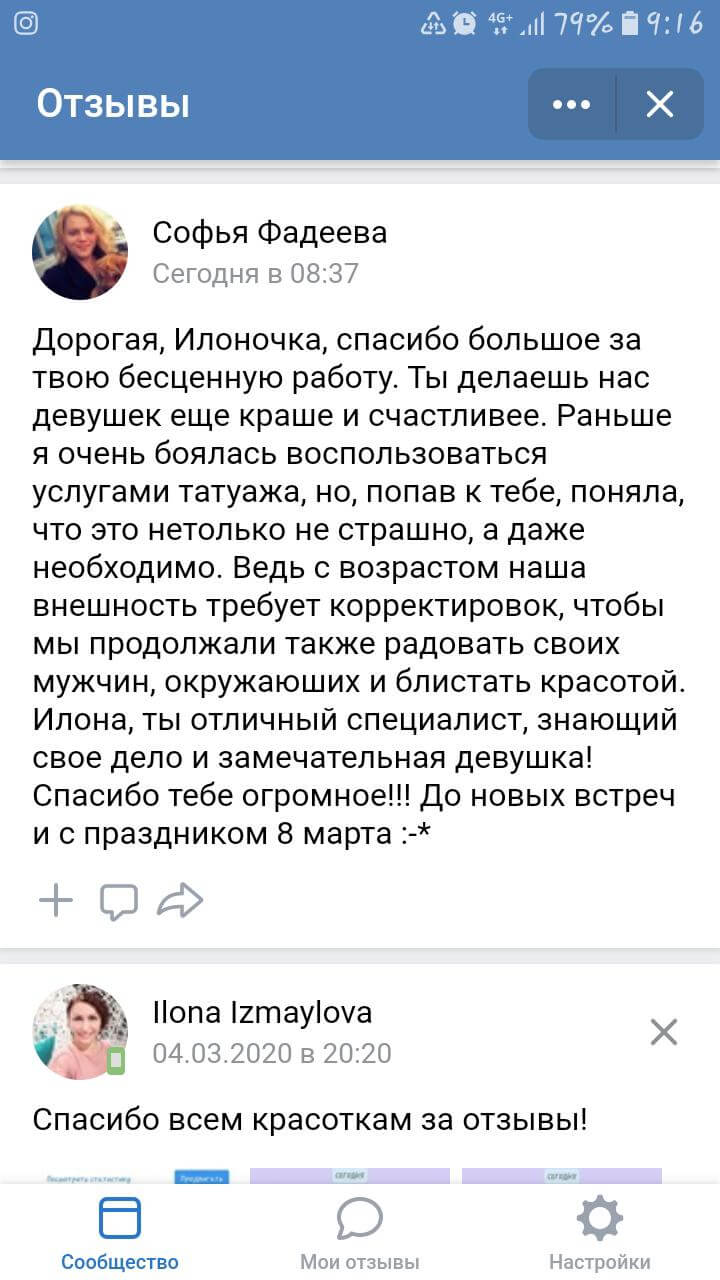 4G+ 79% 9:16
Отзывы
Софья Фадеева
Сегодня в 08:37
Дорогая, Илоночка, спасибо большое за
твою бесценную работу. Ты делаешь нас
девушек еще краше и счастливее. Раньше
я очень боялась воспользоваться
услугами татуажа, но, попав к тебе, поняла,
что это нетолько не страшно, а даже
необходимо. Ведь с возрастом наша
внешность требует корректировок, чтобы
мы продолжали также радовать своих
мужчин, окружаюших и блистать красотой.
Илона, ты отличный специалист, знающий
свое дело и замечательная девушка!
Спасибо тебе огромное!!! До новых встреч
и с праздником 8 марта :-*
Ilona Izmaylova
04.03.2020 в 20:20
Спасибо всем красоткам за отзывы!
Посмотреть статистику Продвигать сегодня сегодня
Сообщество Мои отзывы Настройки